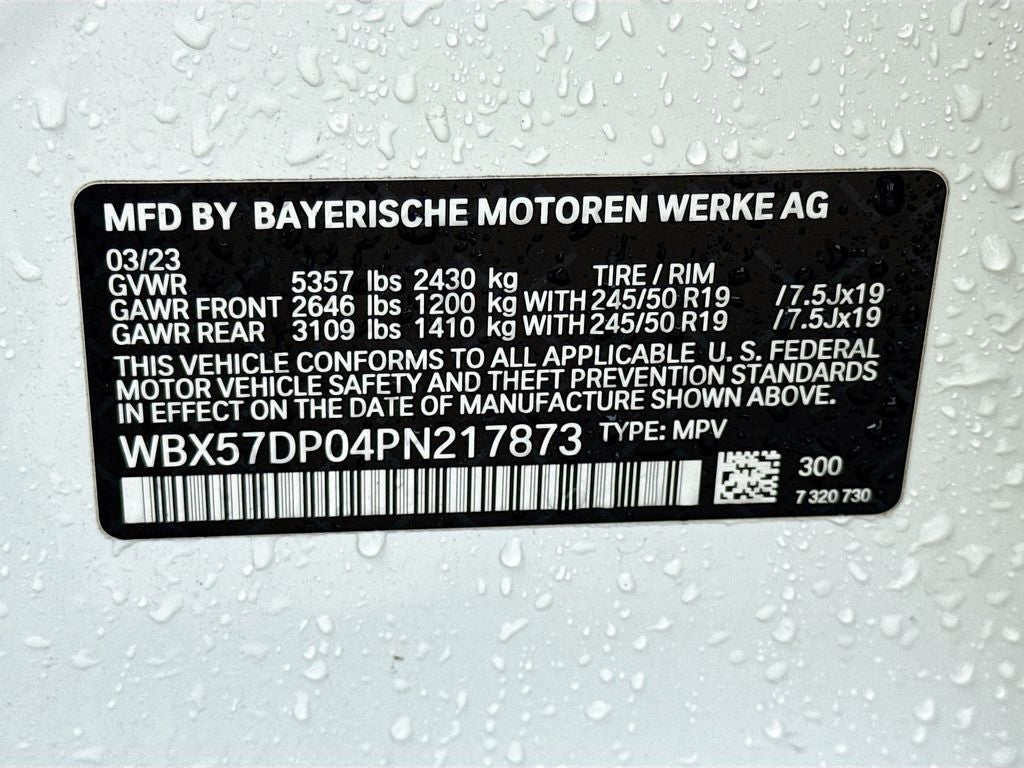 MFD BY BAYERISCHE MOTOREN WERKE AG
03/23
GVWR 5357 lbs 2430 kg TIRE / RIM
GAWR FRONT 2646 lbs 1200 kg WITH 245/50 R19 /7.5Jx19
GAWR REAR 3109 lbs 1410 kg WITH 245/50 R19 /7.5Jx19
THIS VEHICLE CONFORMS TO ALL APPLICABLE U. S. FEDERAL
MOTOR VEHICLE SAFETY AND THEFT PREVENTION STANDARDS
IN EFFECT ON THE DATE OF MANUFACTURE SHOWN ABOVE.
WBX57DP04PN217873 TYPE: MPV
300
7 320 730